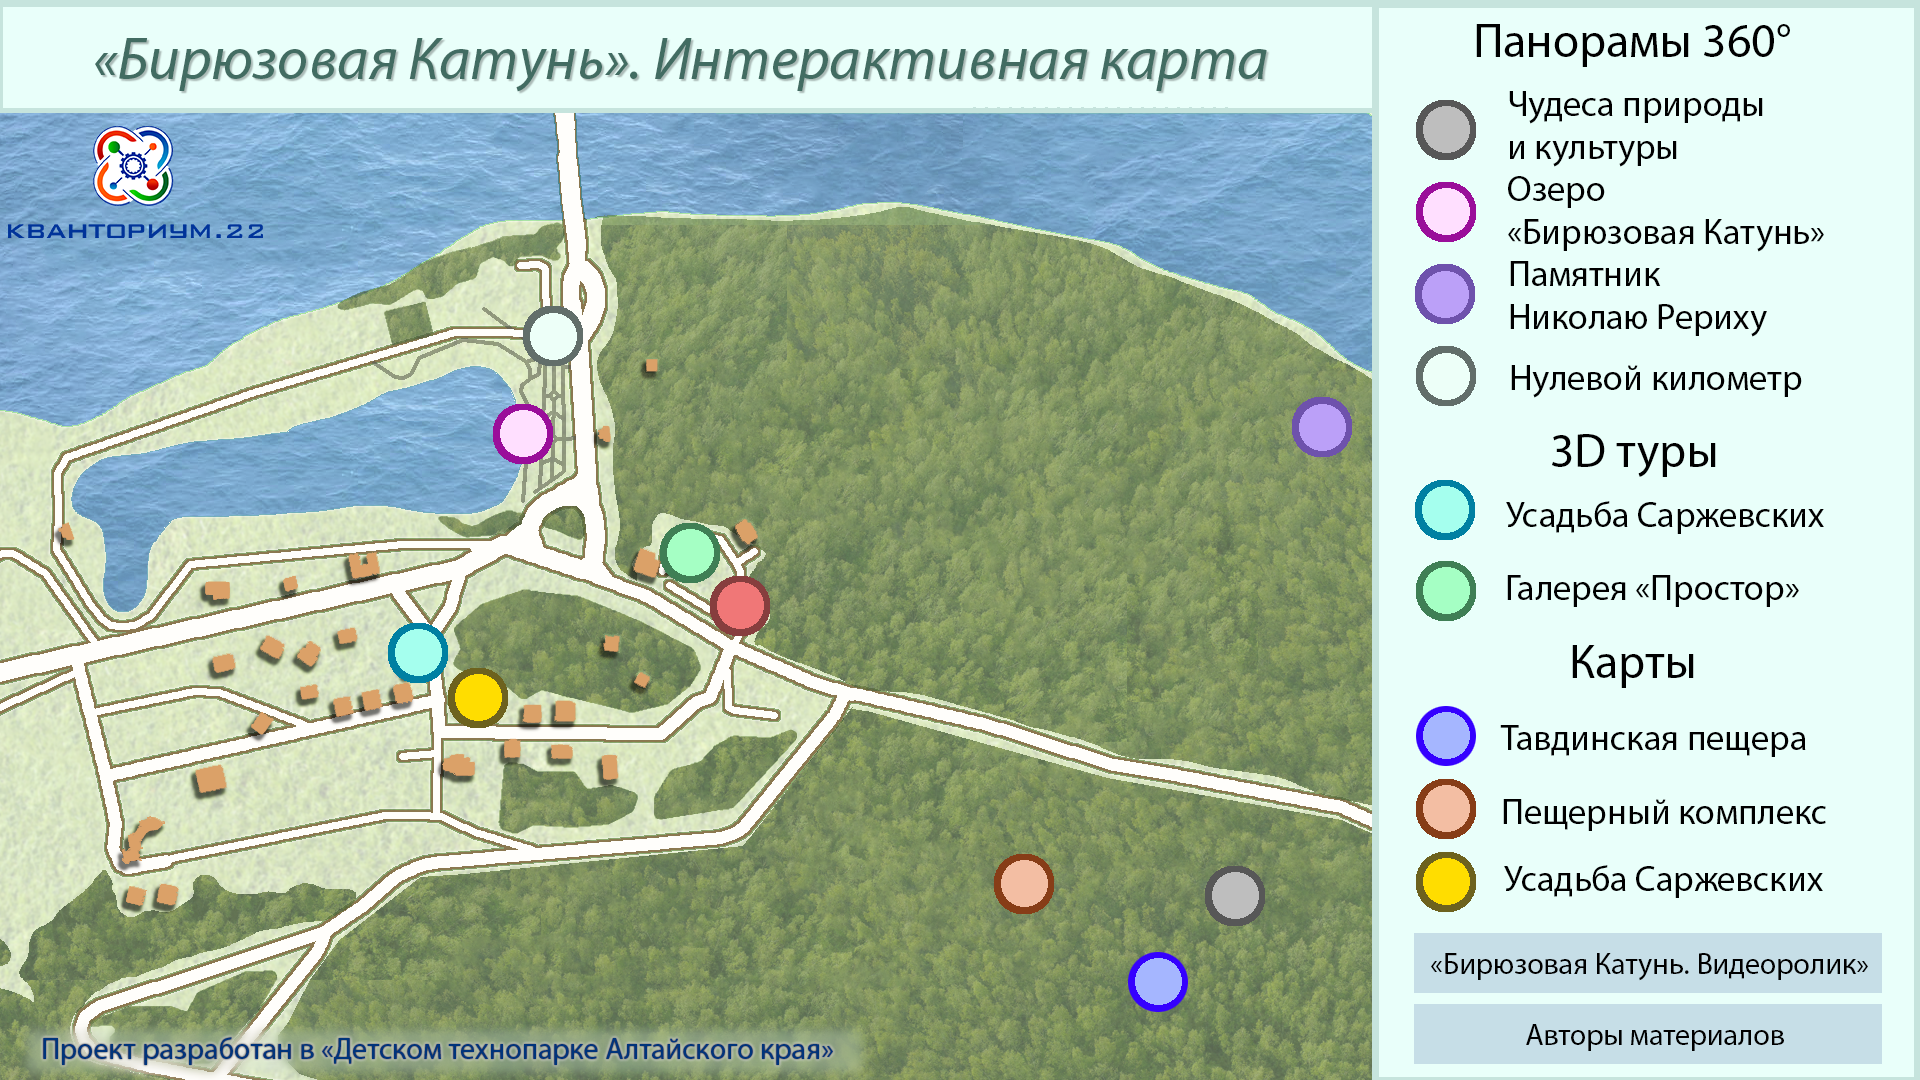 «Бирюзовая Катунь». Интерактивная карта
КВАНТОРИУМ.22
Проект разработан в «Детском технопарке Алтайского края»
Панорамы 360°
Чудеса природы
и культуры
Озеро
«Бирюзовая Катунь»
Памятник
Николаю Рериху
Нулевой километр
3D туры
Усадьба Саржевских
Галерея «Простор»
Карты
Тавдинская пещера
Пещерный комплекс
Усадьба Саржевских
«Бирюзовая Катунь. Видеоролик»
Авторы материалов